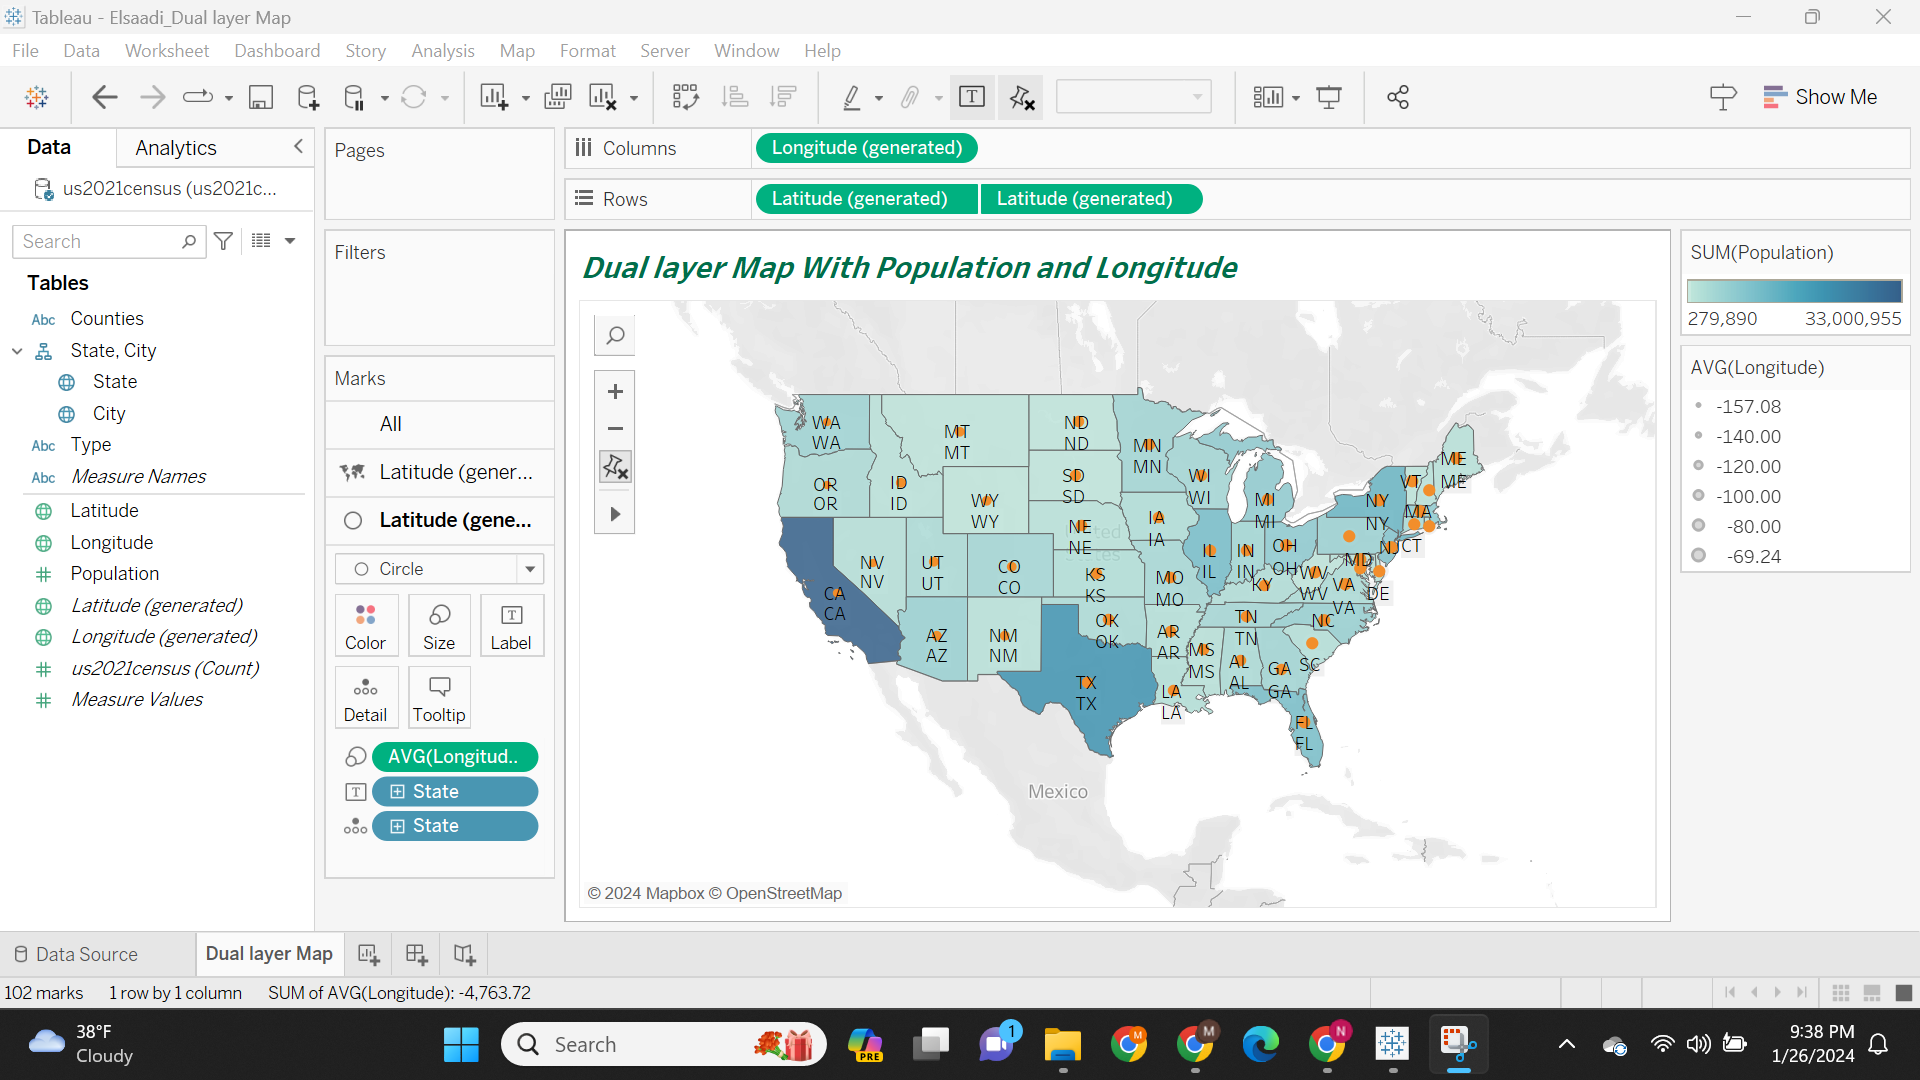 Tableau - Elsaadi_Dual layer Map
File Data Worksheet Dashboard Story Analysis Map Format Server Window Help
Show Me
Data Analytics
us2021census (us2021c...
Search
Tables
Abc Counties
State, City
State
City
Abc Type
Abc Measure Names
Latitude
Longitude
Population
Latitude (generated)
Longitude (generated)
us2021census (Count)
Measure Values
Pages
Filters
Marks
All
Latitude (gener...
Latitude (gene...
Circle
Color Size Label
Detail Tooltip
AVG(Longitud..
State
State
Columns Longitude (generated)
Rows Latitude (generated) Latitude (generated)
Dual layer Map With Population and Longitude
WA
WA
MT
MT
ND
ND
MN
MN
ME
ME
OR
OR
ID
ID
SD
SD
WI
WI
VT
WY
WY
MI
MI
NY
NY
MA
NE
NE
IA
IA
NV
NV
UT
UT
CO
CO
IL
IL
IN
IN
OH
OH
NJ
CT
MD
KS
KS
MO
MO
KY
WV
WV
VA
VA
DE
CA
CA
OK
OK
TN
TN
NC
AZ
AZ
NM
NM
AR
AR
MS
MS
AL
AL
GA
GA
SC
TX
TX
LA
LA
FL
FL
Mexico
© 2024 Mapbox © OpenStreetMap
SUM(Population)
279,890 33,000,955
AVG(Longitude)
-157.08
-140.00
-120.00
-100.00
-80.00
-69.24
Data Source Dual layer Map
102 marks 1 row by 1 column SUM of AVG(Longitude): -4,763.72
38°F
Cloudy
Search
PRE
1
M
M
N
9:38 PM
1/26/2024